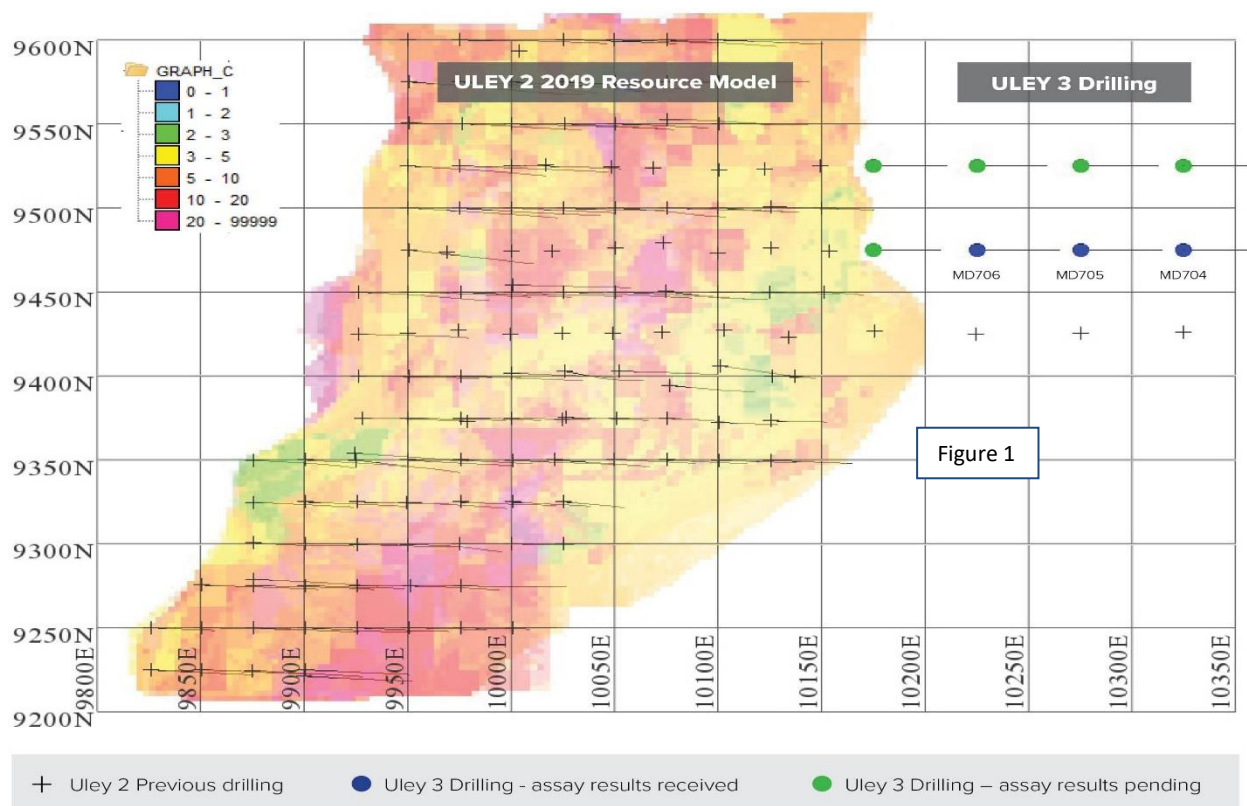 9600N
GRAPH_C
ULEY 2 2019 Resource Model
ULEY 3 Drilling
0 - 1
1 - 2
2 - 3
3 - 5
5 - 10
10 - 20
20 - 99999
9550N
9500N
9450N
MD706
MD705
MD704
9400N
9350N
Figure 1
9300N
9250N
9200N
9800E
9850E
9900E
9950E
10000E
10050E
10100E
10150E
10200E
10250E
10300E
10350E
Uley 2 Previous drilling
Uley 3 Drilling - assay results received
Uley 3 Drilling – assay results pending